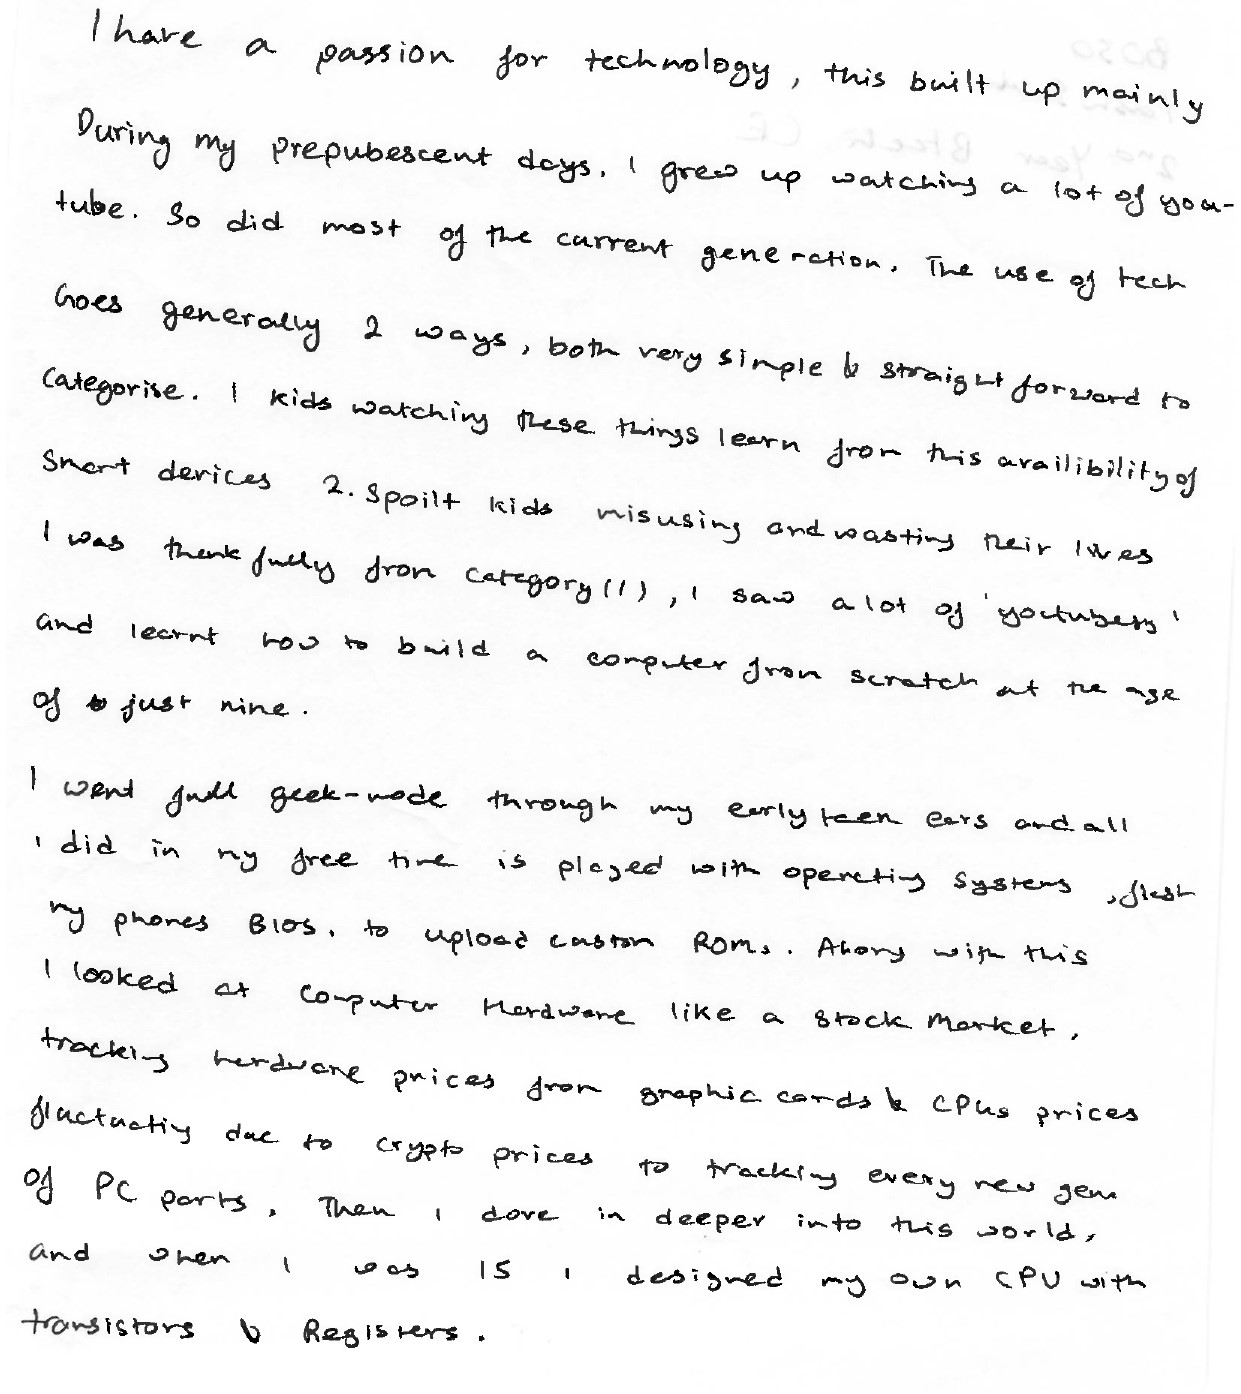 I have a passion for technology, this built up mainly
During my prepubescent days. I grew up watching a lot of you-
tube. So did most of the current generation. The use of tech
Goes generally 2 ways, both very simple & straight forward to
Categorise. 1 kids watching these things learn from this availibility of
Smart devices 2. Spoilt kids misusing and wasting their lives
I was thankfully from category (1), I saw a lot of 'youtubers'
and learnt how to build a computer from scratch at the age
of just nine.
I went full geek-mode through my early teen ears and all
I did in my free time is played with operating systems, flash
my phones BIOS. to upload custom ROMs. Along with this
I looked at Computer Hardware like a stock market,
tracking hardware prices from graphic cards & CPUs prices
fluctuating due to crypto prices to tracking every new gen
of PC parts. Then I dove in deeper into this world,
and when I was 15 I designed my own CPU with
transistors & Registers.